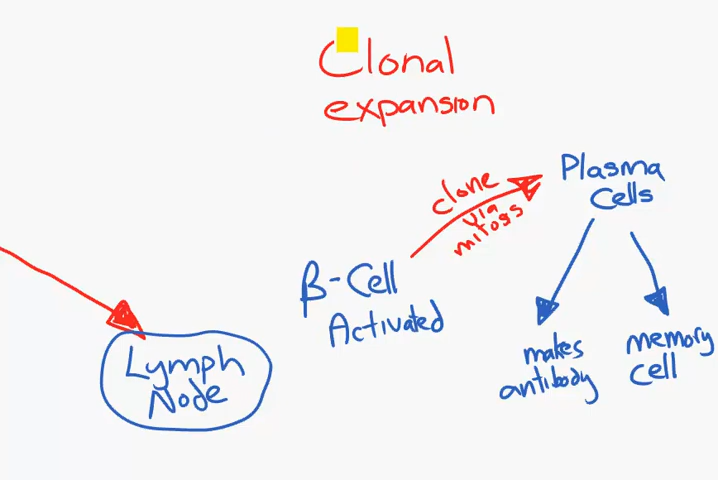 Clonal
expansion
Plasma
Cells
clone
via
mitosis
β-Cell
Activated
Lymph
Node
makes
antibody
memory
cell